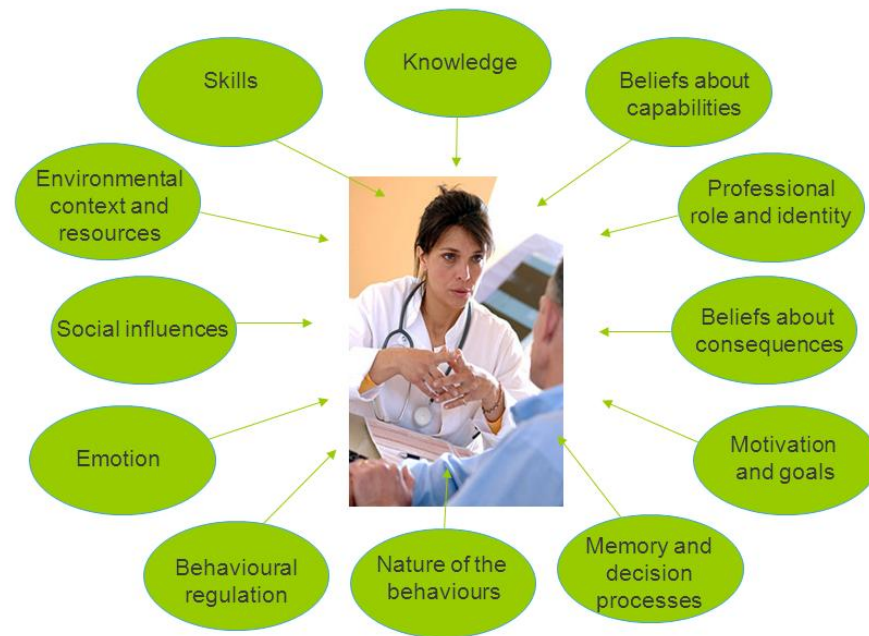 Knowledge
Skills
Beliefs about
capabilities
Environmental
context and
resources
Professional
role and identity
Social influences
Beliefs about
consequences
Emotion
Motivation
and goals
Behavioural
regulation
Nature of the
behaviours
Memory and
decision
processes